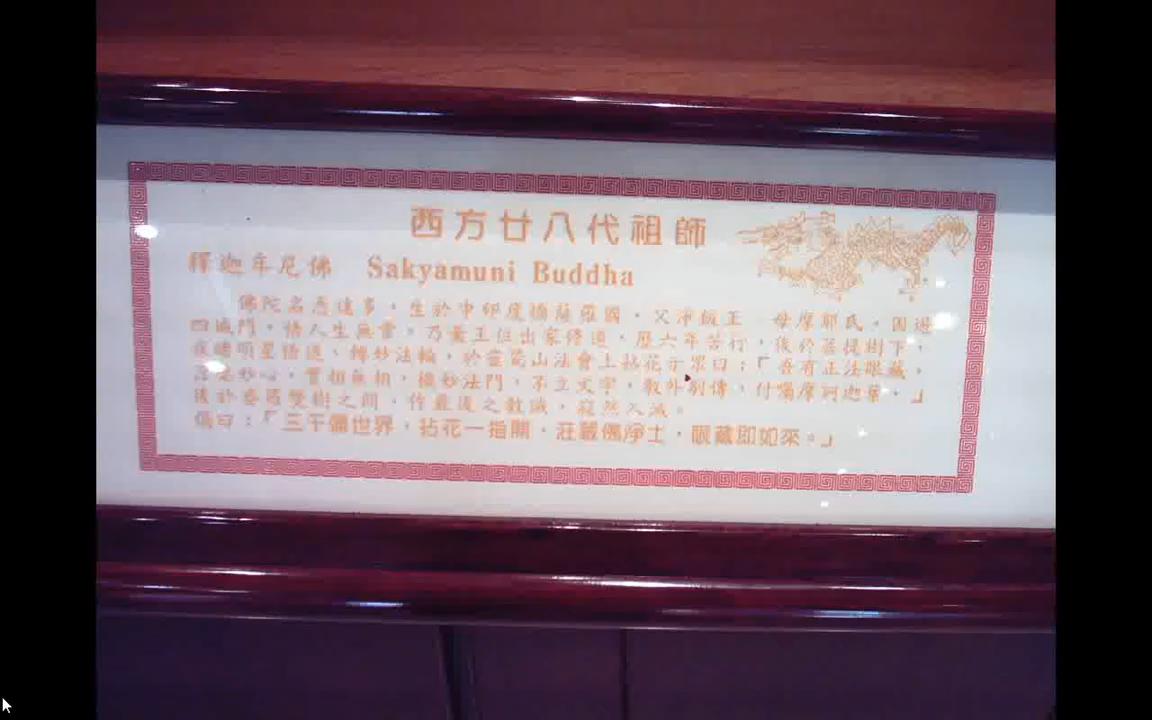 西方廿八代祖師
釋迦牟尼佛 Sakyamuni Buddha
佛陀名悉達多,生於中印度憍薩羅國,父淨飯王 母摩耶氏,因遊
四城門,悟人生無常,乃棄王位出家修道,歷六年苦行,後於菩提樹下,
夜睹明星悟道、轉妙法輪,於靈鷲山法會上拈花示眾曰:「吾有正法眼藏,
涅槃妙心,實相無相,微妙法門,不立文字,教外別傳,付囑摩訶迦葉。」
後於娑羅雙樹之間,作最後之教誡,寂然入滅。
偈曰:「三千彌世界,拈花一指開,莊嚴佛淨土,眼藏即如來。」